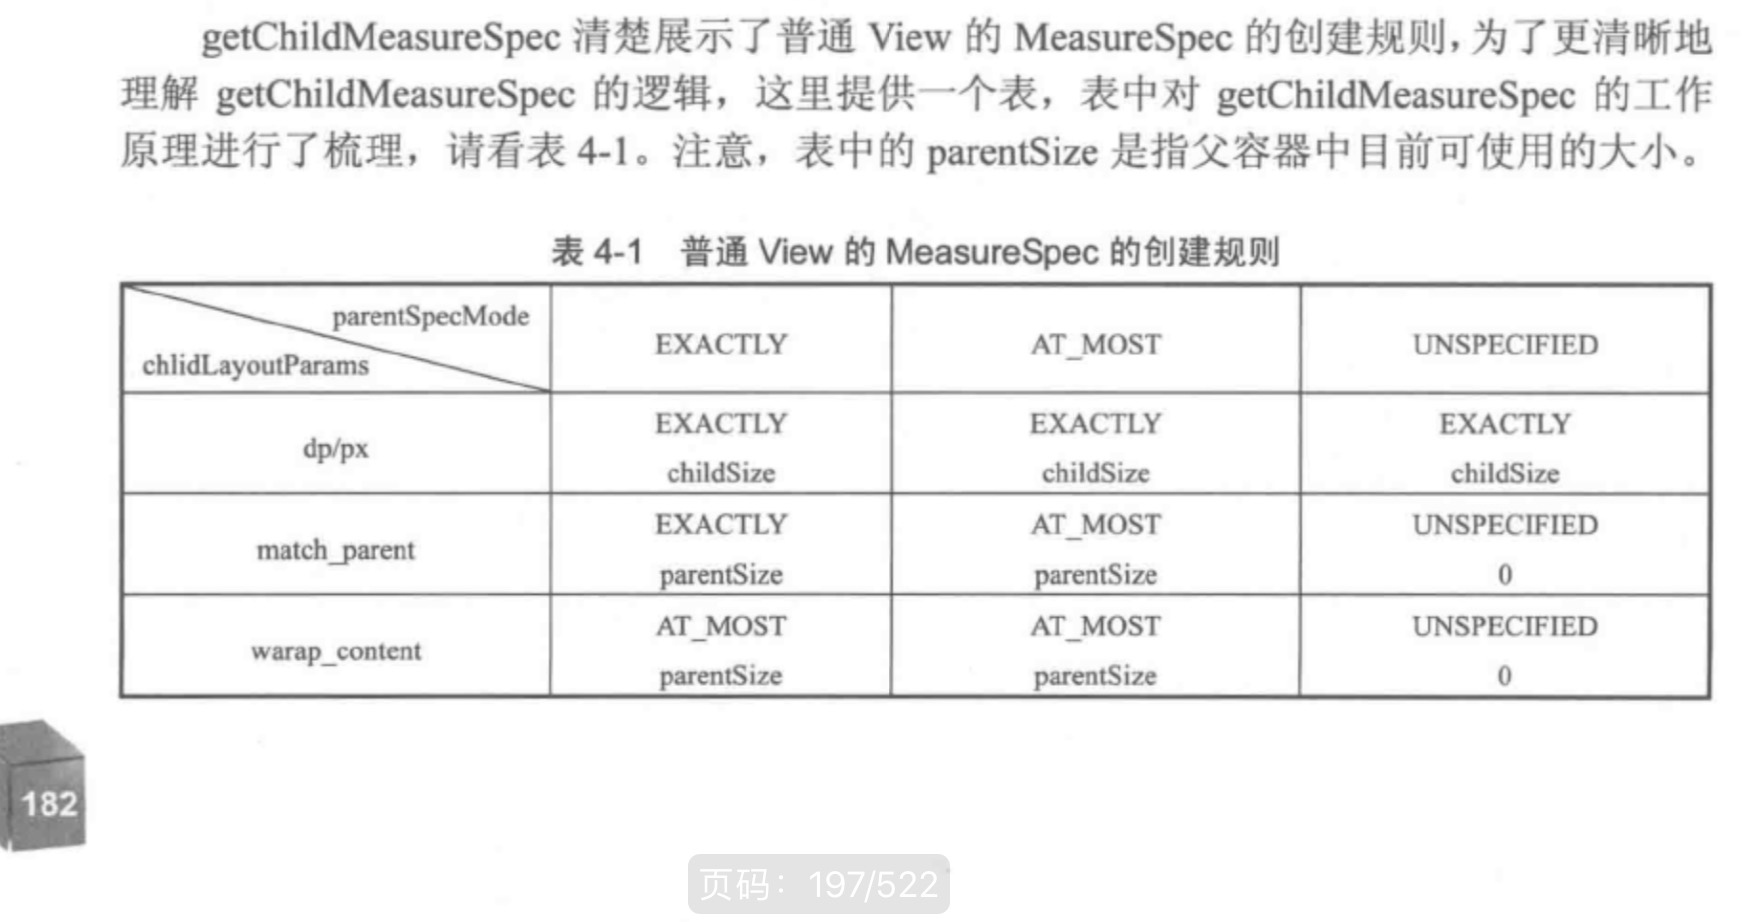 getChildMeasureSpec 清楚展示了普通 View 的 MeasureSpec 的创建规则,为了更清晰地
理解 getChildMeasureSpec 的逻辑，这里提供一个表，表中对 getChildMeasureSpec 的工作
原理进行了梳理，请看表 4-1。注意，表中的 parentSize 是指父容器中目前可使用的大小。
表 4-1 普通 View 的 MeasureSpec 的创建规则
parentSpecMode
chlidLayoutParams
EXACTLY
AT_MOST
UNSPECIFIED
dp/px
EXACTLY
childSize
EXACTLY
childSize
EXACTLY
childSize
match_parent
EXACTLY
parentSize
AT_MOST
parentSize
UNSPECIFIED
0
warap_content
AT_MOST
parentSize
AT_MOST
parentSize
UNSPECIFIED
0
182
页码：197/522